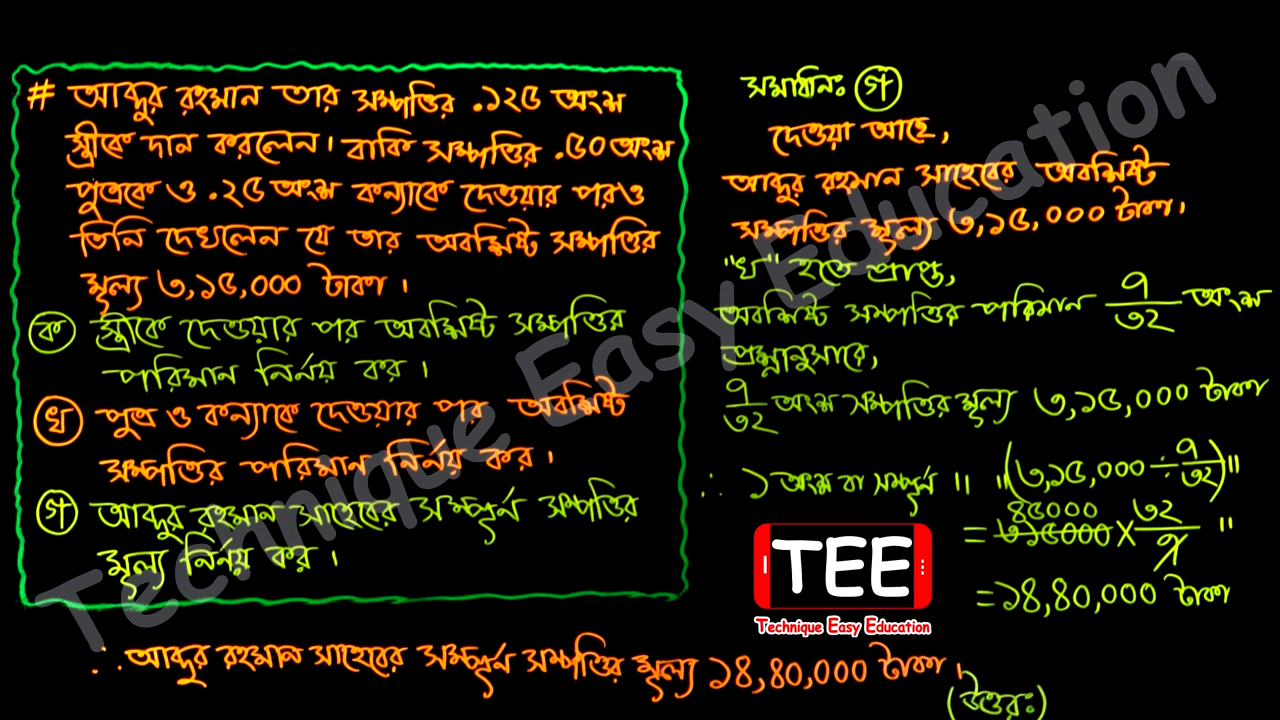 # আব্দুর রহমান তার সম্পত্তির .১২৫ অংশ
স্ত্রীকে দান করলেন। বাকি সম্পত্তির .৫০ অংশ
পুত্রকে ও .২৫ অংশ কন্যাকে দেওয়ার পরও
তিনি দেখলেন যে তার অবশিষ্ট সম্পত্তির
মূল্য ৩,১৫,০০০ টাকা।
ক স্ত্রীকে দেওয়ার পর অবশিষ্ট সম্পত্তির
পরিমান নির্নয় কর।
খ পুত্র ও কন্যাকে দেওয়ার পর অবশিষ্ট
সম্পত্তির পরিমান নির্নয় কর।
গ আব্দুর রহমান সাহেবের সম্পূর্ন সম্পত্তির
মূল্য নির্নয় কর।
সমাধানঃ গ
দেওয়া আছে,
আব্দুর রহমান সাহেবের অবশিষ্ট
সম্পত্তির মূল্য ৩,১৫,০০০ টাকা।
"খ" হতে প্রাপ্ত,
অবশিষ্ট সম্পত্তির পরিমান ৭/৩২ অংশ
প্রশ্নানুসারে,
৭/৩২ অংশ সম্পত্তির মূল্য ৩,১৫,০০০ টাকা
∴ ১ অংশ বা সম্পূর্ন " " (৩,১৫,০০০ ÷ ৭/৩২) "
৪৫০০০
= ৩১৫০০০ × ৩২/৭ "
= ১৪,৪০,০০০ টাকা
TEE
Technique Easy Education
∴ আব্দুর রহমান সাহেবের সম্পূর্ন সম্পত্তির মূল্য ১৪,৪০,০০০ টাকা।
(উত্তরঃ)
Technique Easy Education